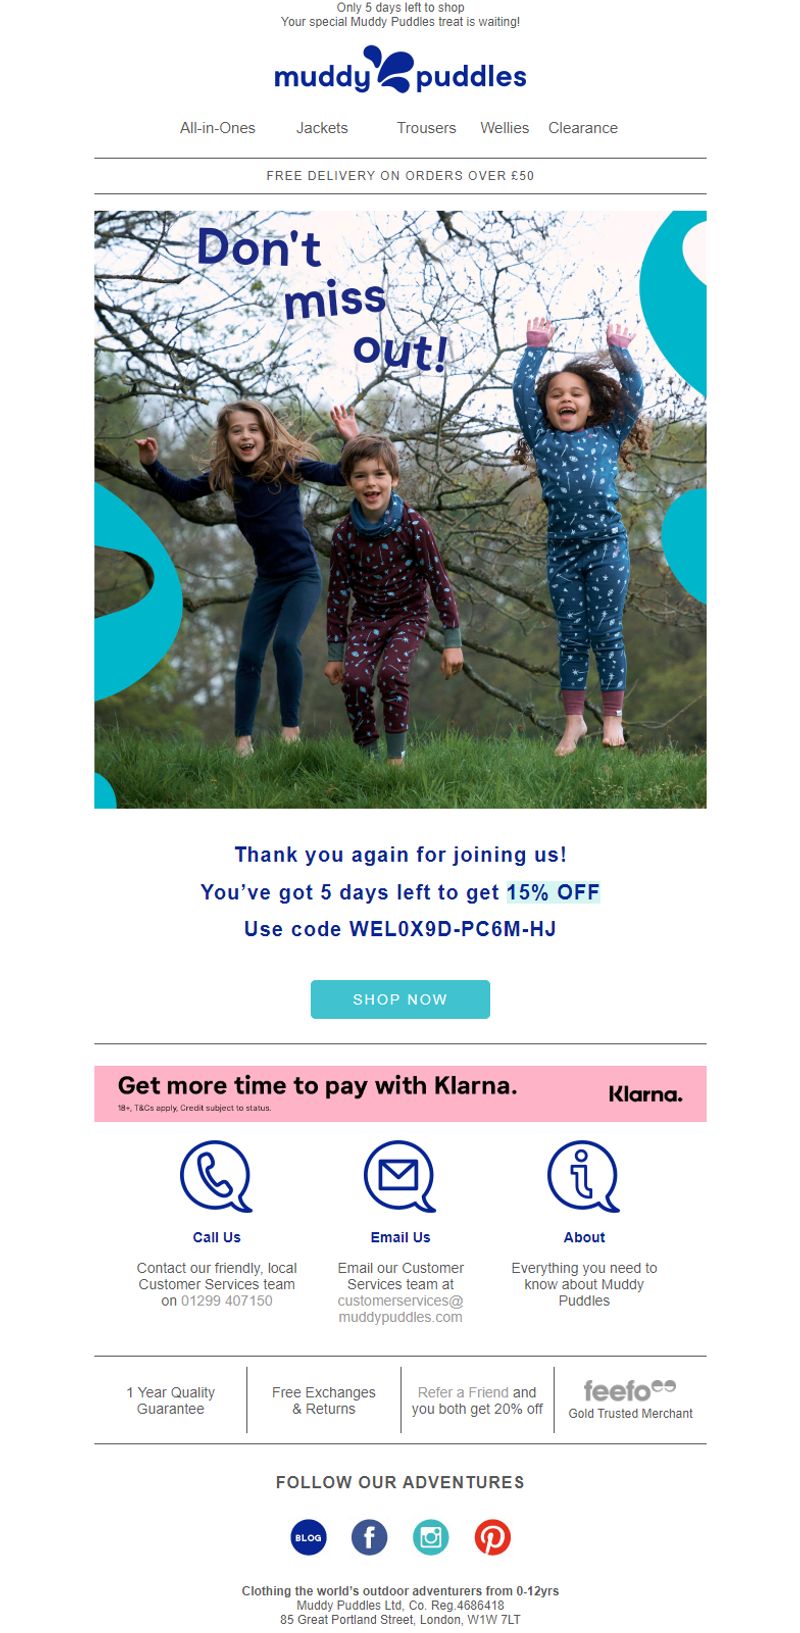 Only 5 days left to shop
Your special Muddy Puddles treat is waiting!
muddy puddles
All-in-Ones Jackets Trousers Wellies Clearance
FREE DELIVERY ON ORDERS OVER £50
Don't
miss
out!
Thank you again for joining us!
You've got 5 days left to get 15% OFF
Use code WEL0X9D-PC6M-HJ
SHOP NOW
Get more time to pay with Klarna.
18+, T&Cs apply, Credit subject to status.
Klarna.
Call Us
Contact our friendly, local
Customer Services team
on 01299 407150
Email Us
Email our Customer
Services team at
customerservices@
muddypuddles.com
About
Everything you need to
know about Muddy
Puddles
1 Year Quality
Guarantee
Free Exchanges
& Returns
Refer a Friend and
you both get 20% off
feefo
Gold Trusted Merchant
FOLLOW OUR ADVENTURES
BLOG
Clothing the world's outdoor adventurers from 0-12yrs
Muddy Puddles Ltd, Co. Reg.4686418
85 Great Portland Street, London, W1W 7LT